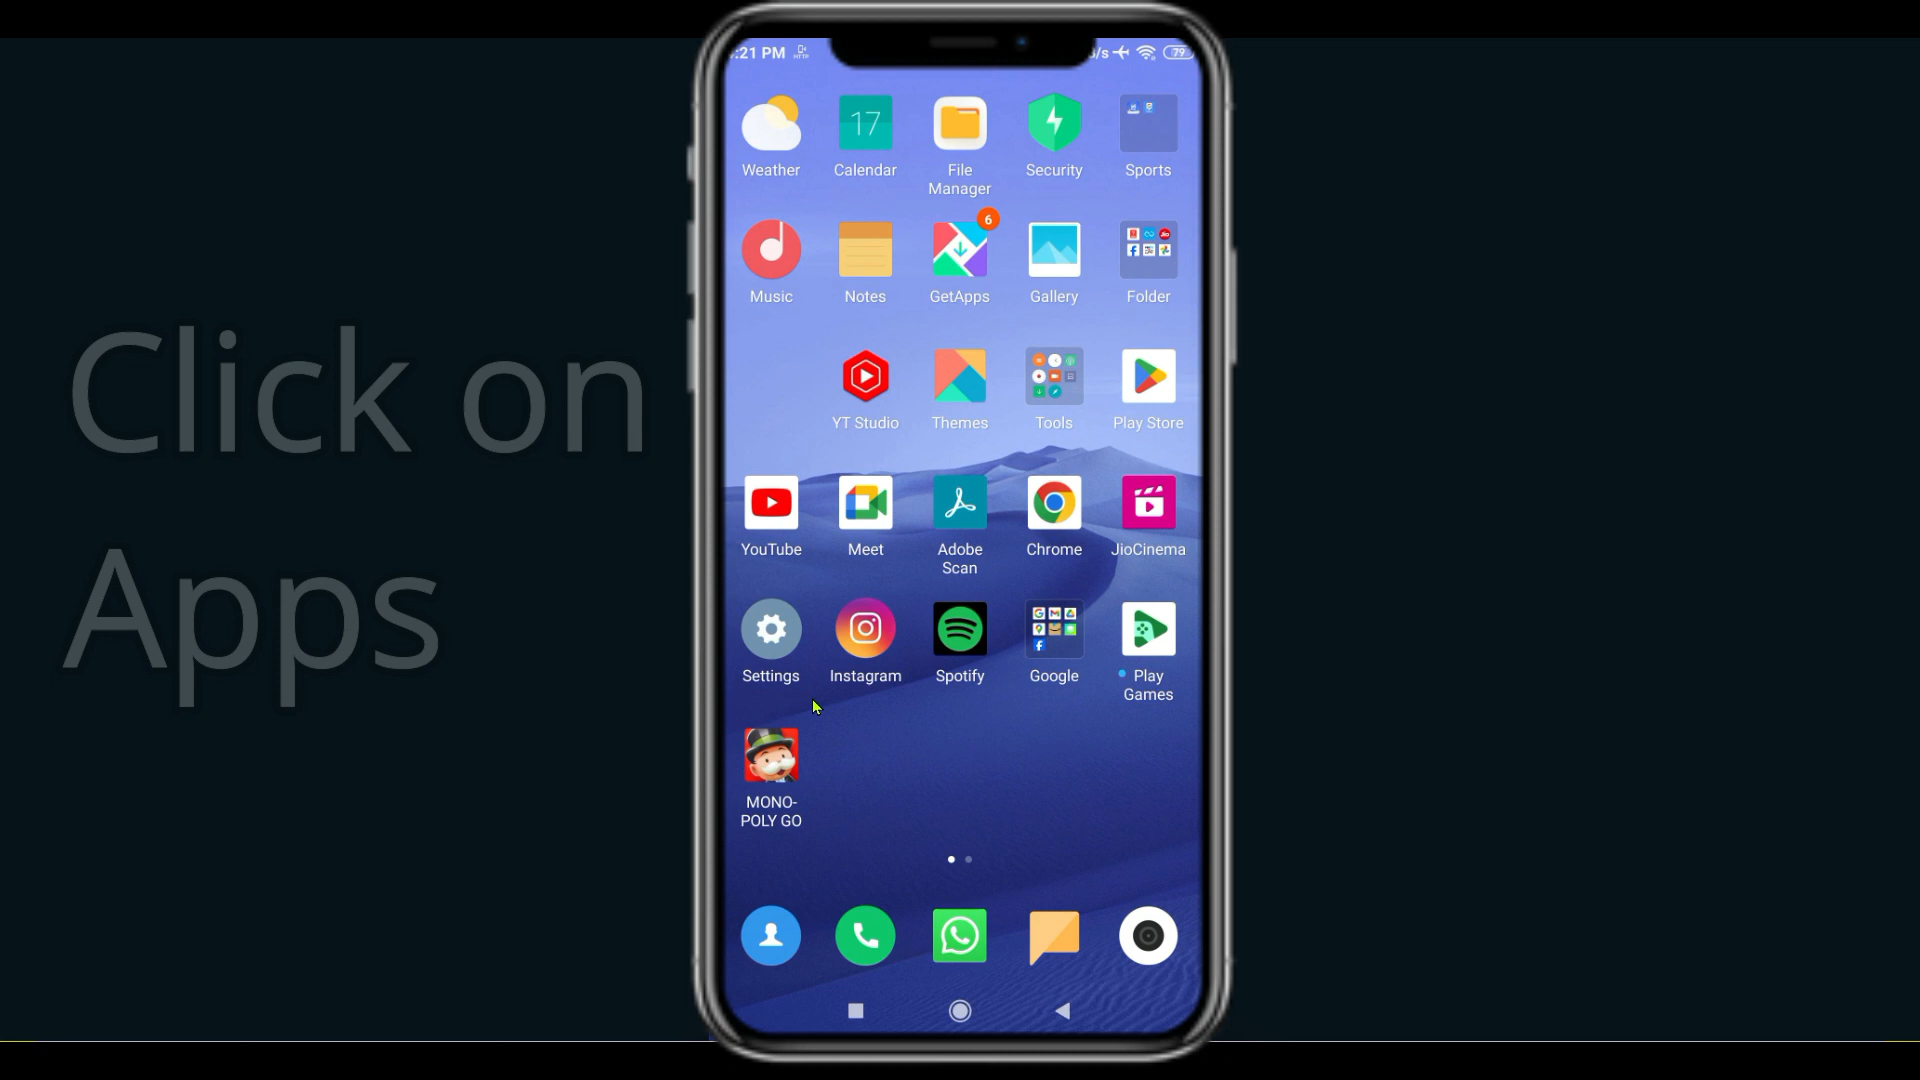 Click on
Apps
:21 PM
/s
79
Weather
17
Calendar
File
Manager
Security
Sports
Music
Notes
6
GetApps
Gallery
Folder
YT Studio
Themes
Tools
Play Store
YouTube
Meet
Adobe
Scan
Chrome
JioCinema
Settings
Instagram
Spotify
Google
Play
Games
MONO-
POLY GO